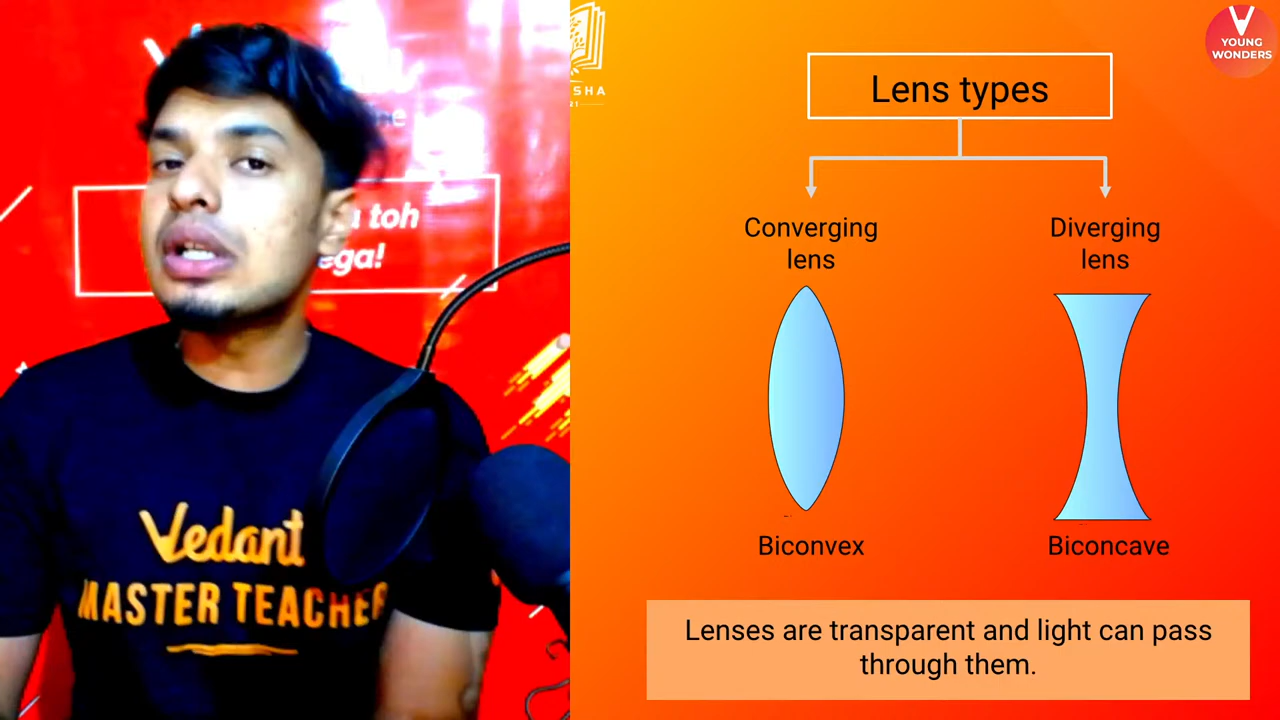 u toh
ega!
Vedant
MASTER TEACHER
SHA
21
V
YOUNG
WONDERS
Lens types
Converging
lens
Diverging
lens
Biconvex
Biconcave
Lenses are transparent and light can pass
through them.